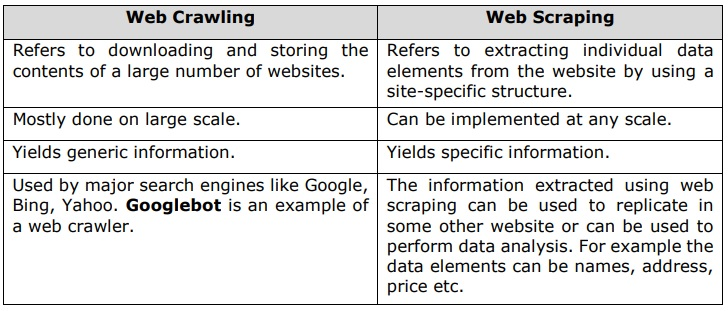 Web Crawling
Web Scraping
Refers to downloading and storing the
contents of a large number of websites.
Refers to extracting individual data
elements from the website by using a
site-specific structure.
Mostly done on large scale.
Can be implemented at any scale.
Yields generic information.
Yields specific information.
Used by major search engines like Google,
Bing, Yahoo. Googlebot is an example of
a web crawler.
The information extracted using web
scraping can be used to replicate in
some other website or can be used to
perform data analysis. For example the
data elements can be names, address,
price etc.